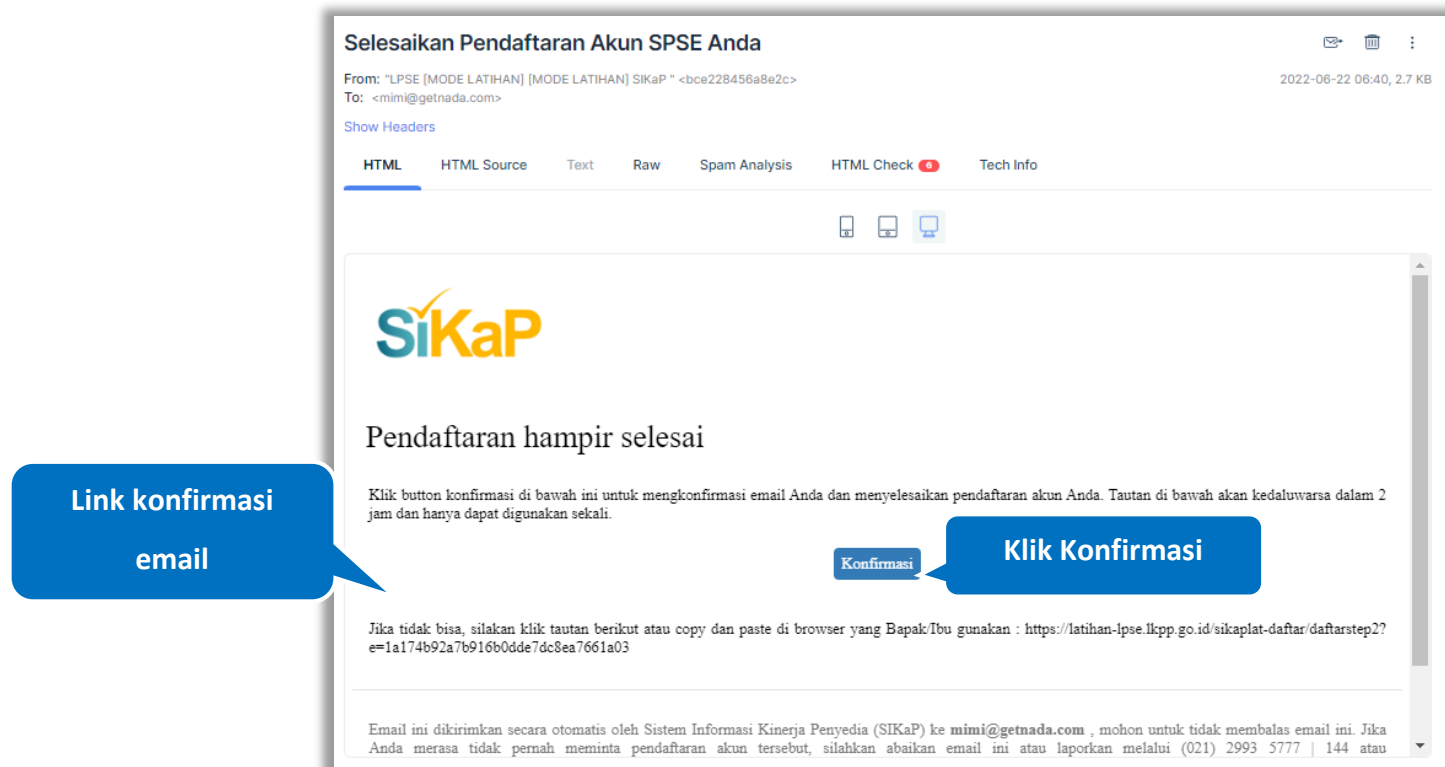 Selesaikan Pendaftaran Akun SPSE Anda
From: "LPSE [MODE LATIHAN] [MODE LATIHAN] SIKaP " <bce228456a8e2c>
2022-06-22 06:40, 2.7 KB
To: <mimi@getnada.com>
Show Headers
HTML HTML Source Text Raw Spam Analysis HTML Check 6 Tech Info
SiKaP
Pendaftaran hampir selesai
Klik button konfirmasi di bawah ini untuk mengkonfirmasi email Anda dan menyelesaikan pendaftaran akun Anda. Tautan di bawah akan kedaluwarsa dalam 2
jam dan hanya dapat digunakan sekali.
Link konfirmasi
email
Konfirmasi
Klik Konfirmasi
Jika tidak bisa, silakan klik tautan berikut atau copy dan paste di browser yang Bapak/Ibu gunakan : https://latihan-lpse.lkpp.go.id/sikaplat-daftar/daftarstep2?
e=1a174b92a7b916b0dde7dc8ea7661a03
Email ini dikirimkan secara otomatis oleh Sistem Informasi Kinerja Penyedia (SIKaP) ke mimi@getnada.com , mohon untuk tidak membalas email ini. Jika
Anda merasa tidak pernah meminta pendaftaran akun tersebut, silahkan abaikan email ini atau laporkan melalui (021) 2993 5777 | 144 atau